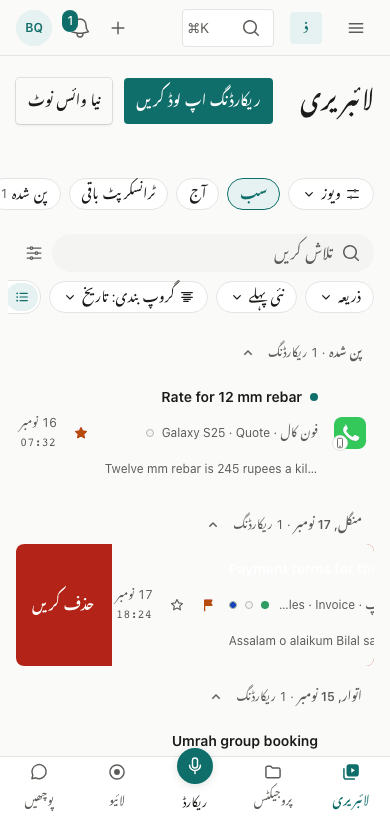 BQ
1
⌘K
ذ
لائبریری
ریکارڈنگ اپ لوڈ کریں
نیا وائس نوٹ
ویوز
سب
آج
ٹرانسکرپٹ باقی
پن شدہ 1
تلاش کریں
ذریعہ
نئی پہلے
گروپ بندی: تاریخ
پن شدہ · 1 ریکارڈنگ
Rate for 12 mm rebar
فون کال · Galaxy S25 · Quote
16 نومبر
07:32
Twelve mm rebar is 245 rupees a kil...
منگل, 17 نومبر · 1 ریکارڈنگ
Payment terms for
...les · Invoice ·
17 نومبر
18:24
Assalam o alaikum Bilal sa
حذف کریں
اتوار, 15 نومبر · 1 ریکارڈنگ
Umrah group booking
لائبریری
پروجیکٹس
ریکارڈ
لائیو
پوچھیں